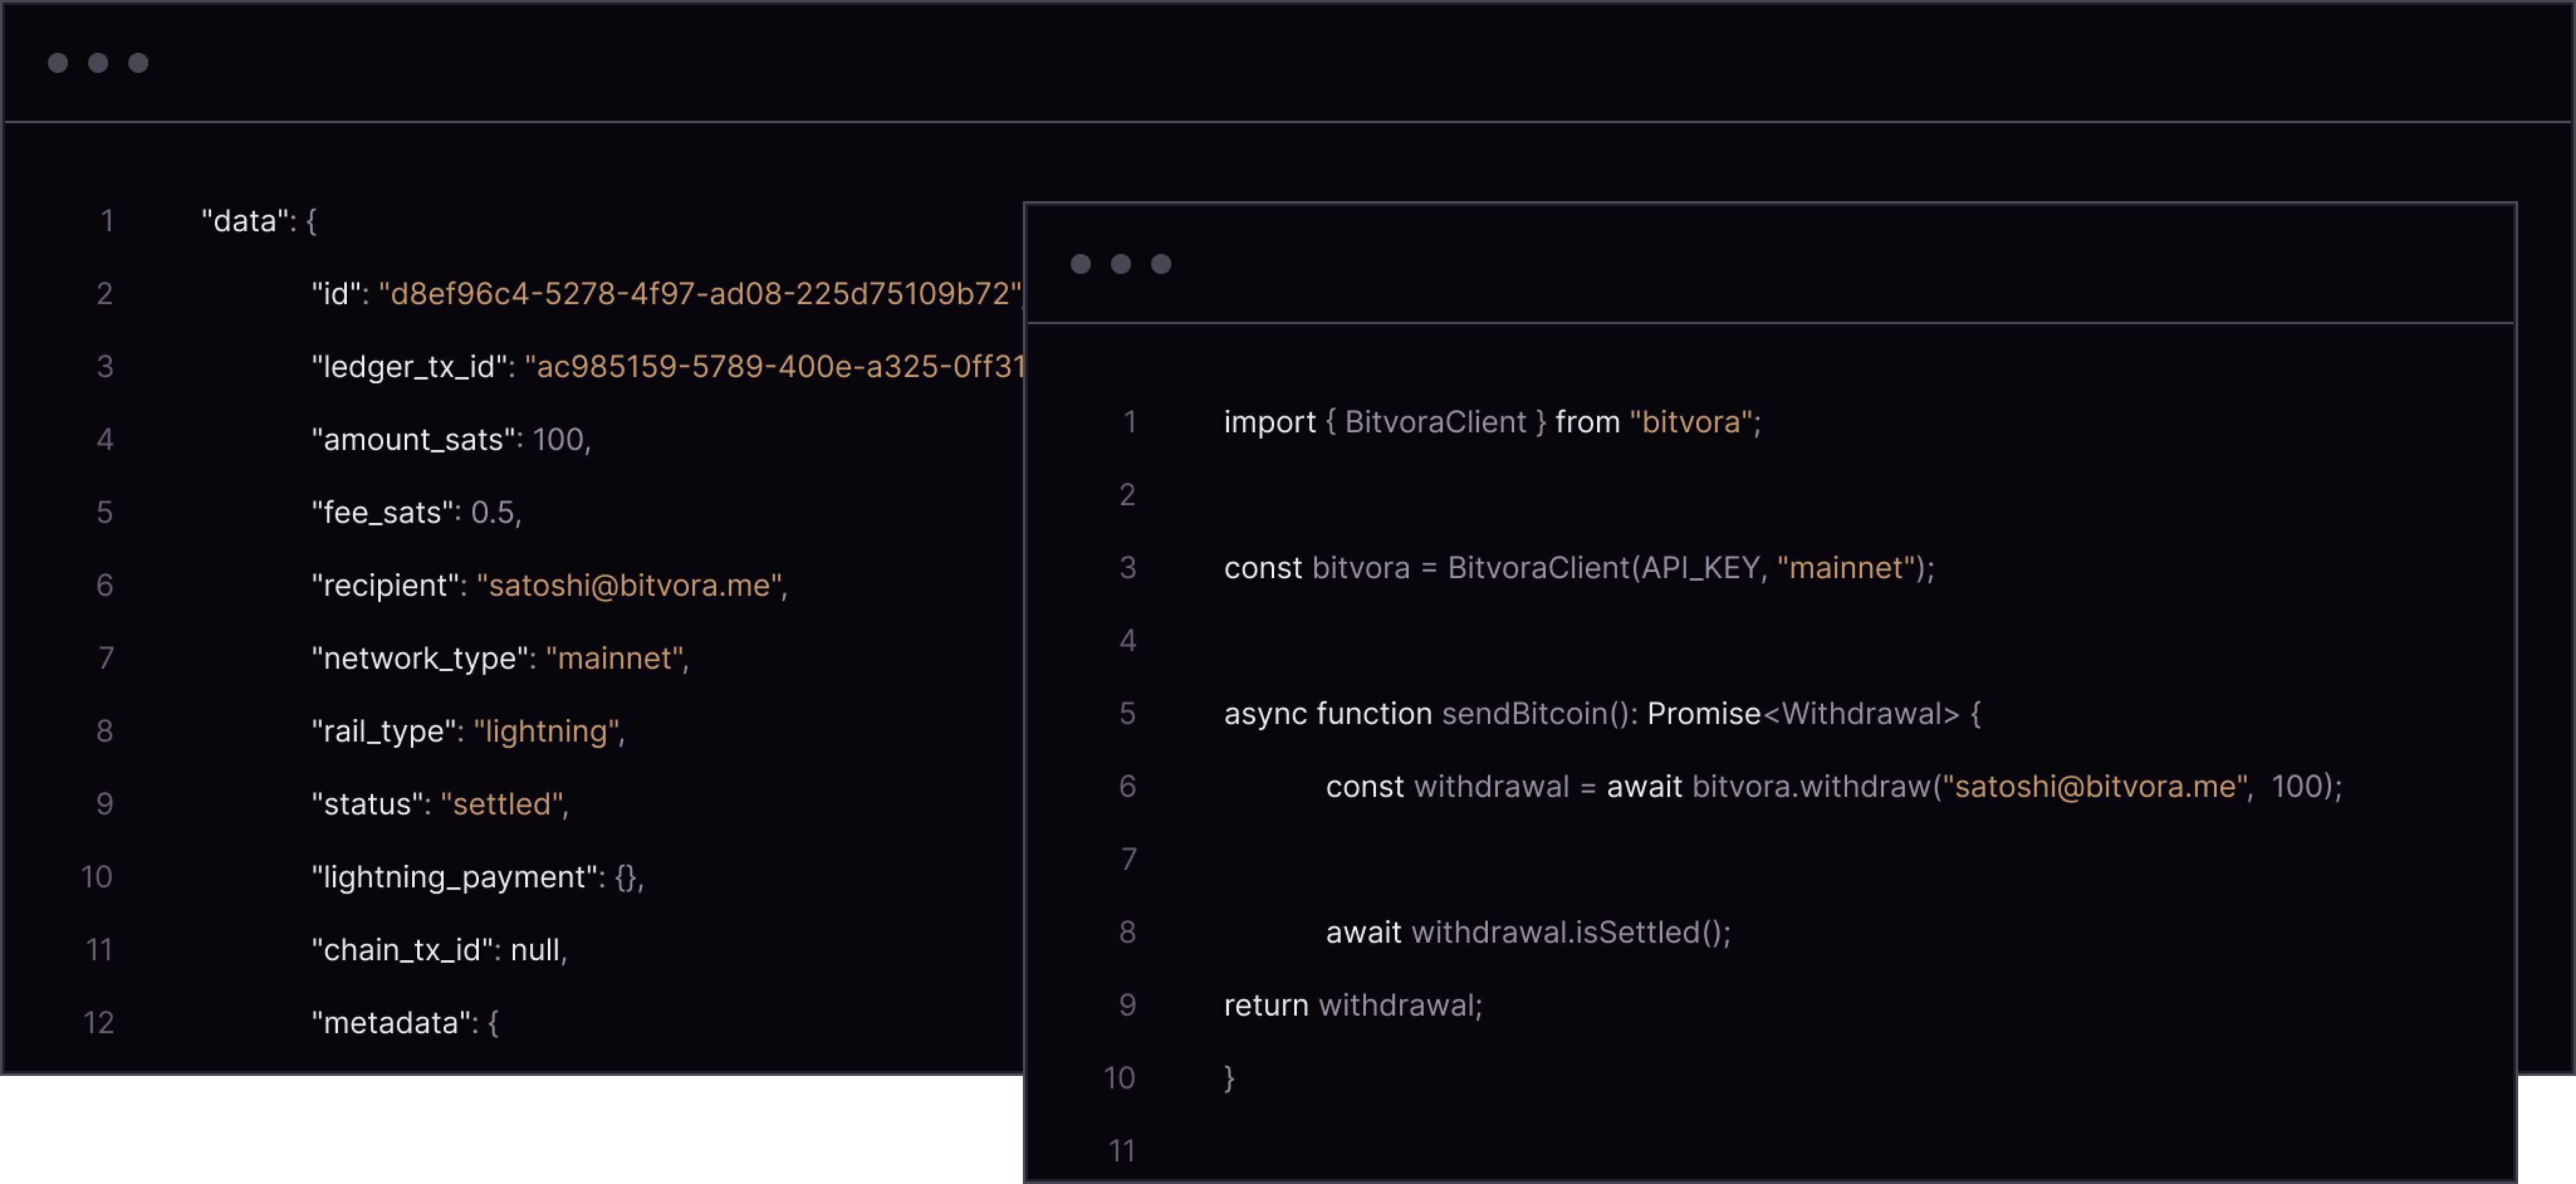 1 "data": {
2 "id": "d8ef96c4-5278-4f97-ad08-225d75109b72",
3 "ledger_tx_id": "ac985159-5789-400e-a325-0ff31
4 "amount_sats": 100,
5 "fee_sats": 0.5,
6 "recipient": "satoshi@bitvora.me",
7 "network_type": "mainnet",
8 "rail_type": "lightning",
9 "status": "settled",
10 "lightning_payment": {},
11 "chain_tx_id": null,
12 "metadata": {
1 import { BitvoraClient } from "bitvora";
2
3 const bitvora = BitvoraClient(API_KEY, "mainnet");
4
5 async function sendBitcoin(): Promise<Withdrawal> {
6 const withdrawal = await bitvora.withdraw("satoshi@bitvora.me", 100);
7
8 await withdrawal.isSettled();
9 return withdrawal;
10 }
11